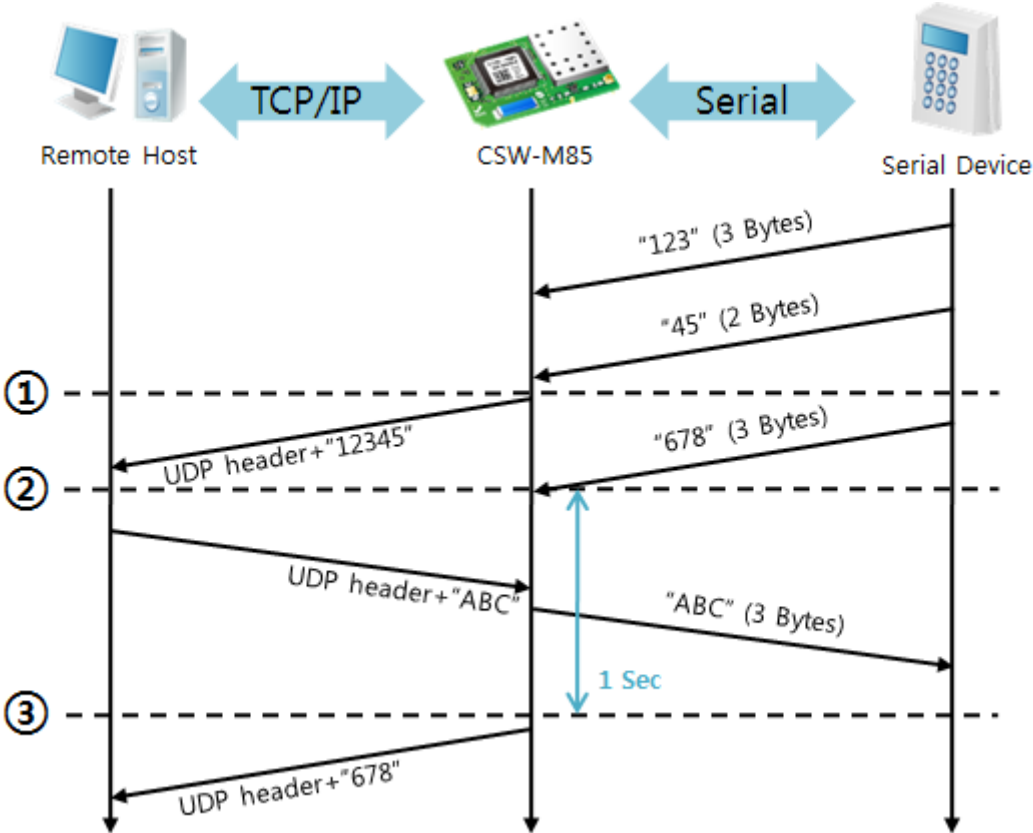 TCP/IP
Serial
Remote Host
CSW-M85
Serial Device
"123" (3 Bytes)
"45" (2 Bytes)
①
UDP header+"12345"
"678" (3 Bytes)
②
UDP header+"ABC"
"ABC" (3 Bytes)
1 Sec
③
UDP header+"678"